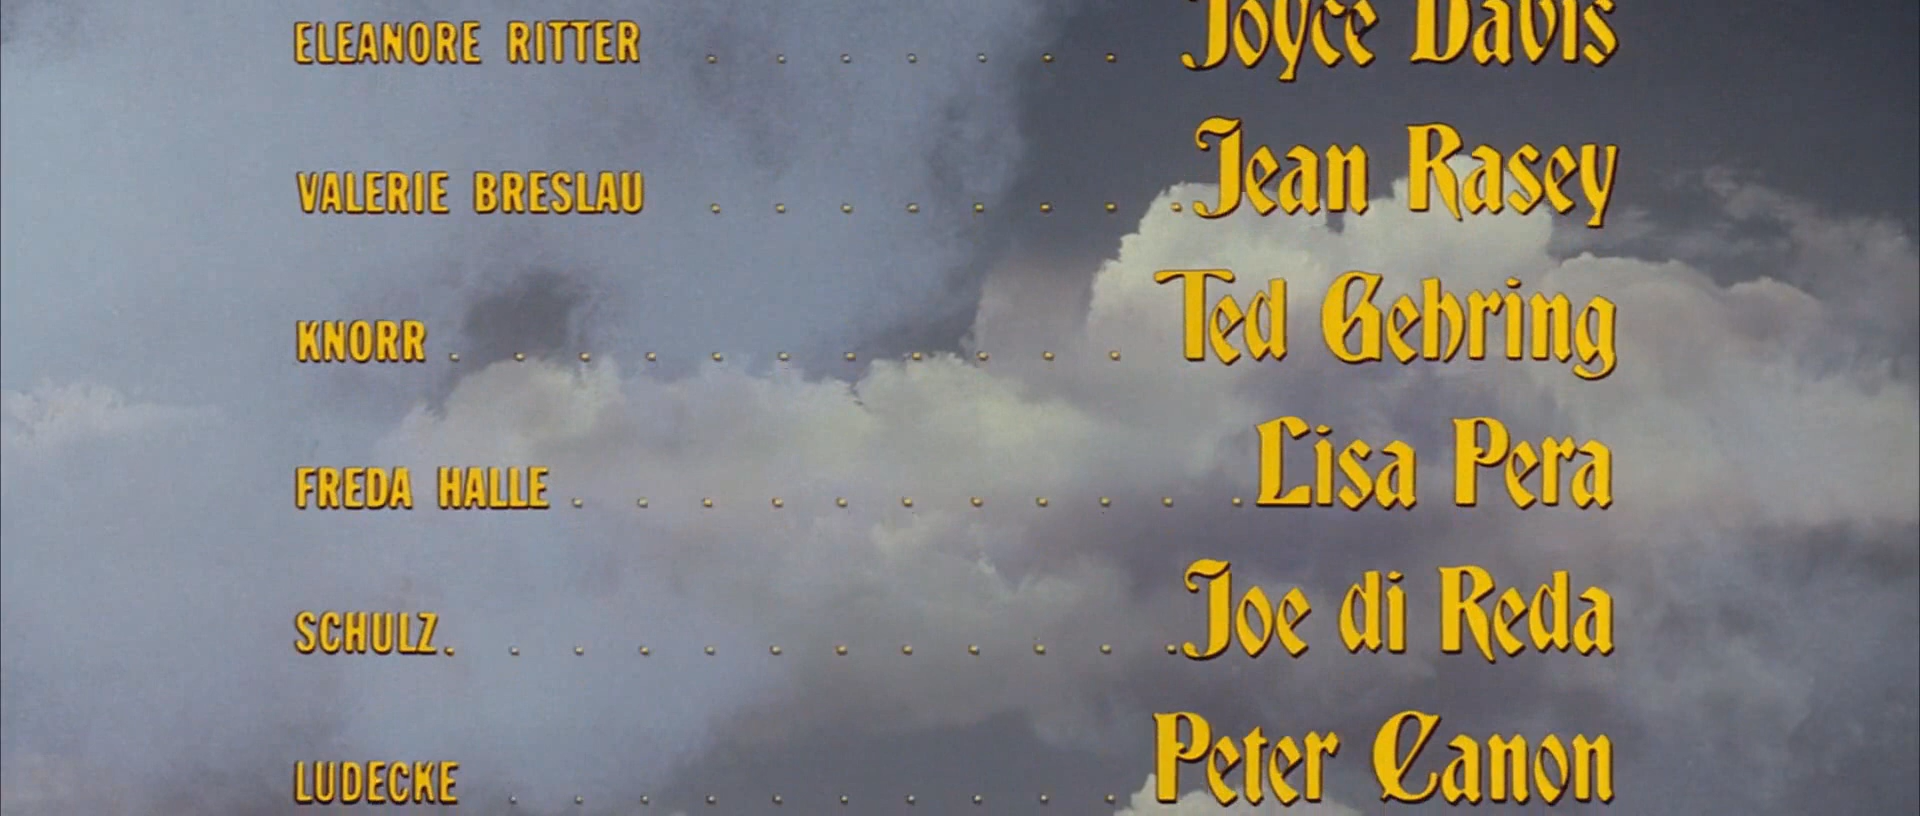 ELEANORE RITTER . . . . . . . Joyce Davis
VALERIE BRESLAU . . . . . . . . Jean Rasey
KNORR . . . . . . . . . . . Ted Gehring
FREDA HALLE . . . . . . . . . . . Lisa Pera
SCHULZ . . . . . . . . . . . . Joe di Reda
LUDECKE . . . . . . . . . . Peter Canon